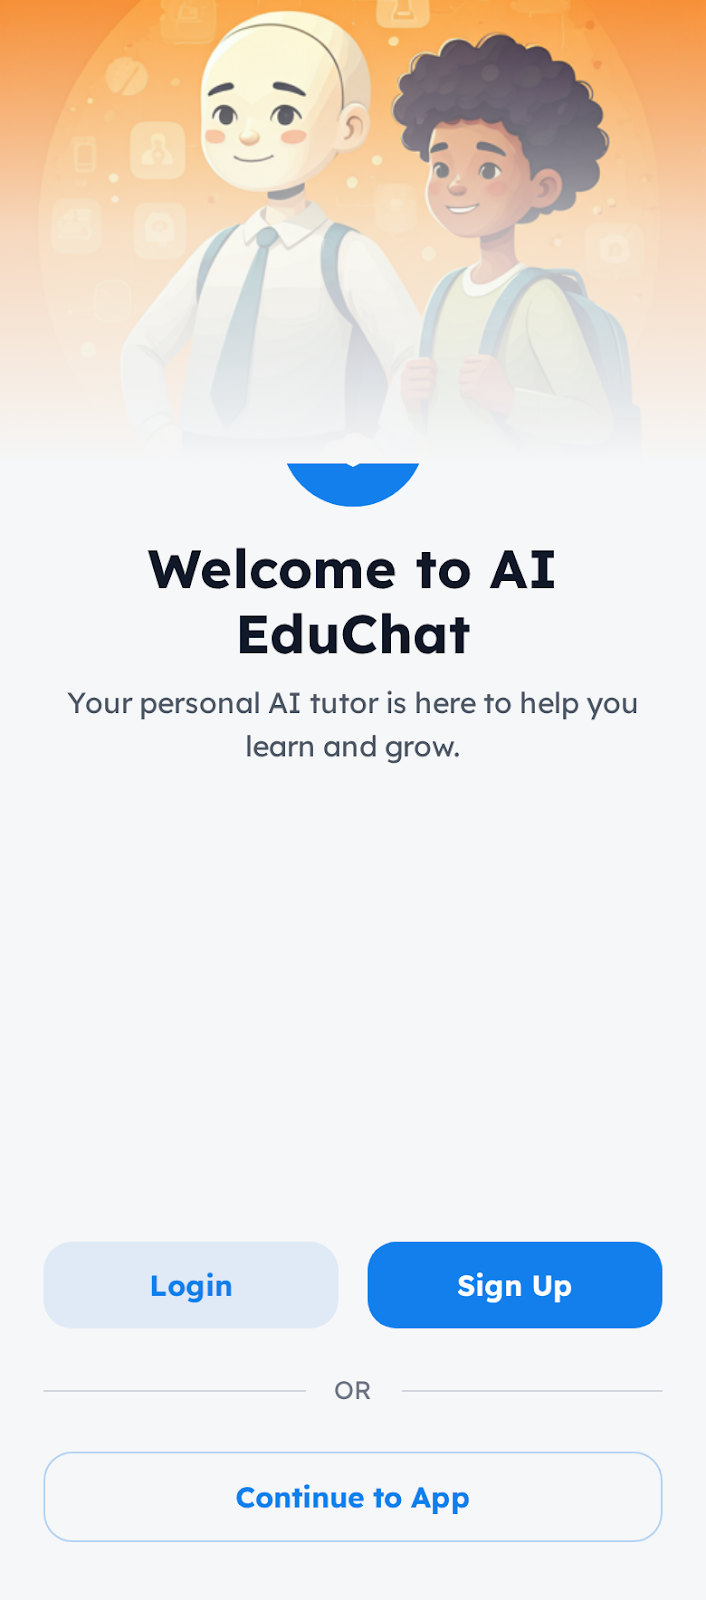 Welcome to AI
EduChat
Your personal AI tutor is here to help you
learn and grow.
Login
Sign Up
OR
Continue to App